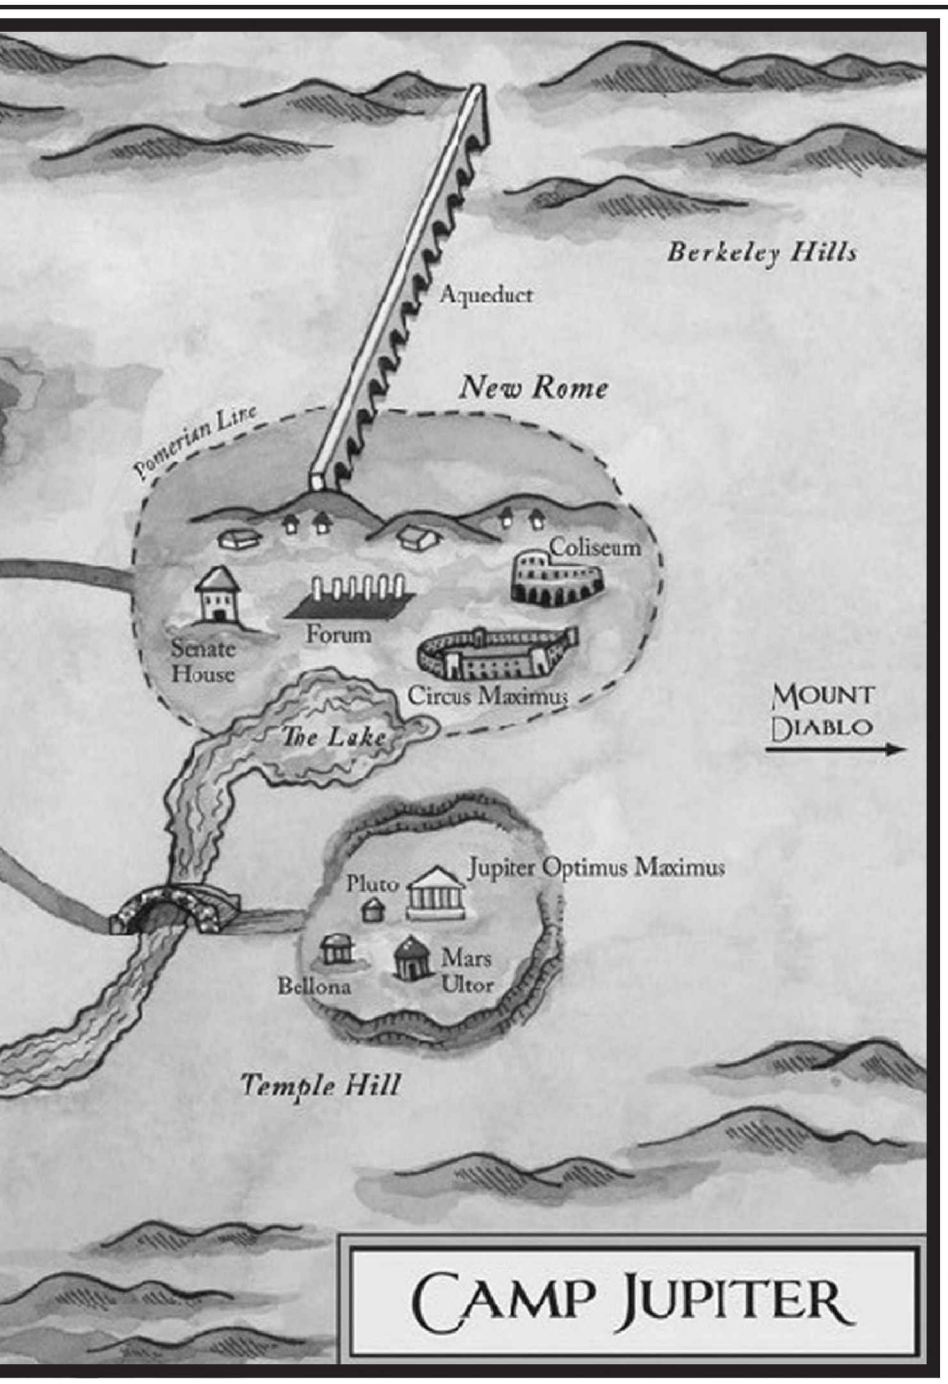 Berkeley Hills
Aqueduct
New Rome
Pomerian Line
Coliseum
Senate
House
Forum
Circus Maximus
MOUNT
DIABLO
The Lake
Jupiter Optimus Maximus
Pluto
Mars
Ultor
Bellona
Temple Hill
CAMP JUPITER